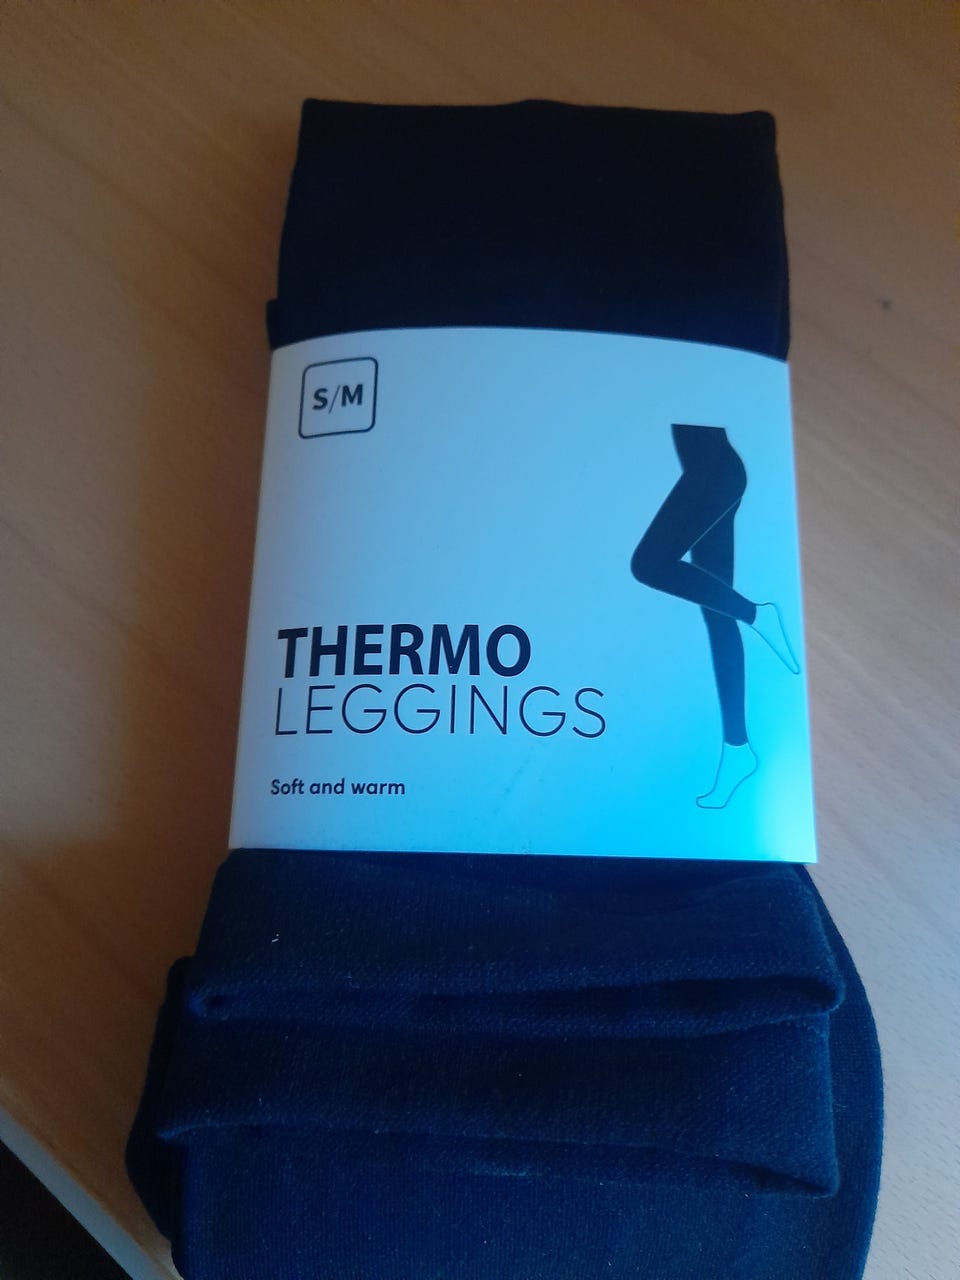 S/M
THERMO
LEGGINGS
Soft and warm